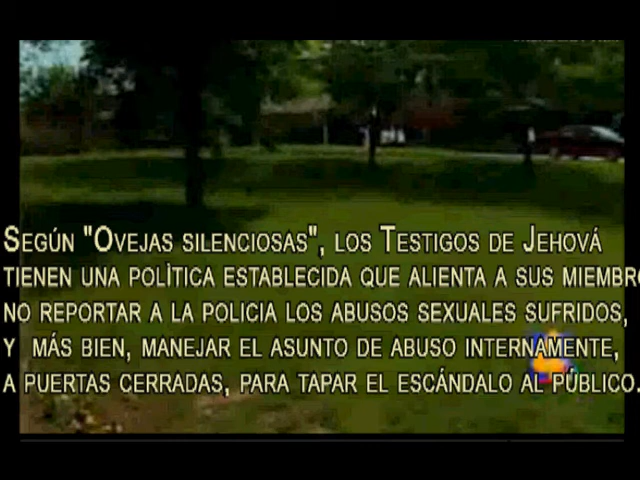 SEGÚN "OVEJAS SILENCIOSAS", LOS TESTIGOS DE JEHOVÁ
TIENEN UNA POLÌTICA ESTABLECIDA QUE ALIENTA A SUS MIEMBRO
NO REPORTAR A LA POLICIA LOS ABUSOS SEXUALES SUFRIDOS,
Y MÁS BIEN, MANEJAR EL ASUNTO DE ABUSO INTERNAMENTE,
A PUERTAS CERRADAS, PARA TAPAR EL ESCÁNDALO AL PÚBLICO.